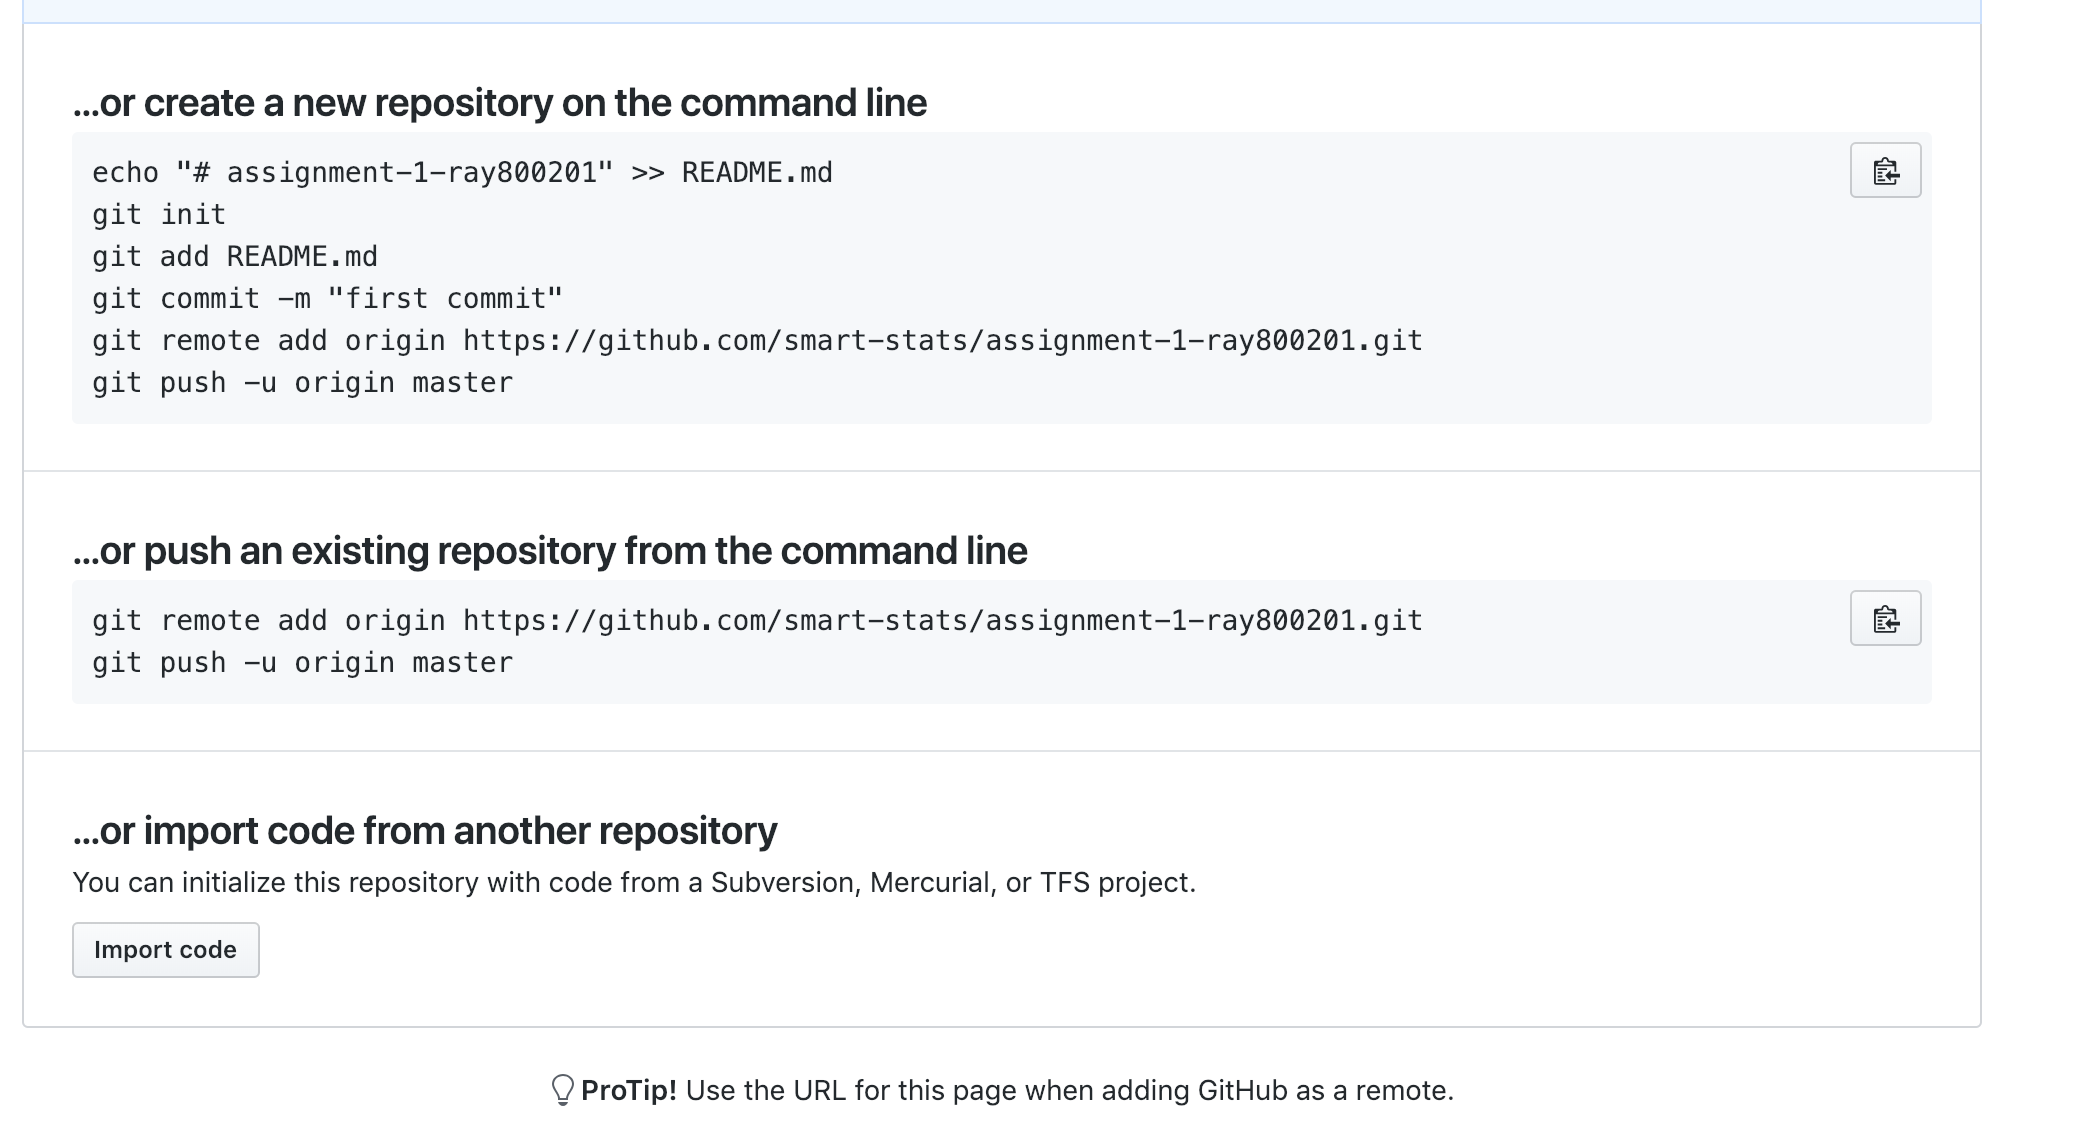 ...or create a new repository on the command line
echo "# assignment-1-ray800201" >> README.md
git init
git add README.md
git commit -m "first commit"
git remote add origin https://github.com/smart-stats/assignment-1-ray800201.git
git push -u origin master
...or push an existing repository from the command line
git remote add origin https://github.com/smart-stats/assignment-1-ray800201.git
git push -u origin master
...or import code from another repository
You can initialize this repository with code from a Subversion, Mercurial, or TFS project.
Import code
ProTip! Use the URL for this page when adding GitHub as a remote.